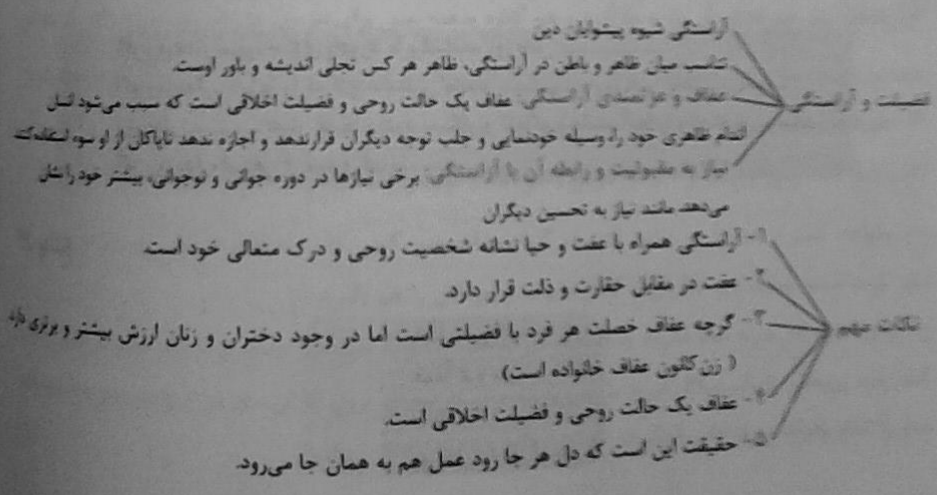 آراستگی شیوه پیشوایان دین
تناسب میان ظاهر و باطن در آراستگی، ظاهر هر کس تجلی اندیشه و باور اوست.
فضیلت و آراستگی
عفاف و عزتمندی آراستگی: عفاف یک حالت روحی و فضیلت اخلاقی است که سبب می‌شود انسان
اندام ظاهری خود را، وسیله خودنمایی و جلب توجه دیگران قرارندهد و اجازه ندهد ناپاکان از او سوء استفاده کنند
نیاز به مقبولیت و رابطه آن با آراستگی: برخی نیازها در دوره جوانی و نوجوانی، بیشتر خود را نشان
می‌دهند مانند نیاز به تحسین دیگران
۱- آراستگی همراه با عفت و حیا نشانه شخصیت روحی و درک متعالی خود است.
۲- عفت در مقابل حقارت و ذلت قرار دارد.
نکات مهم
۳- گرچه عفاف خصلت هر فرد با فضیلتی است اما در وجود دختران و زنان ارزش بیشتر و برتری دارد
( زن کانون عفاف خانواده است)
۴- عفاف یک حالت روحی و فضیلت اخلاقی است.
۵- حقیقت این است که دل هر جا رود عمل هم به همان جا می‌رود.